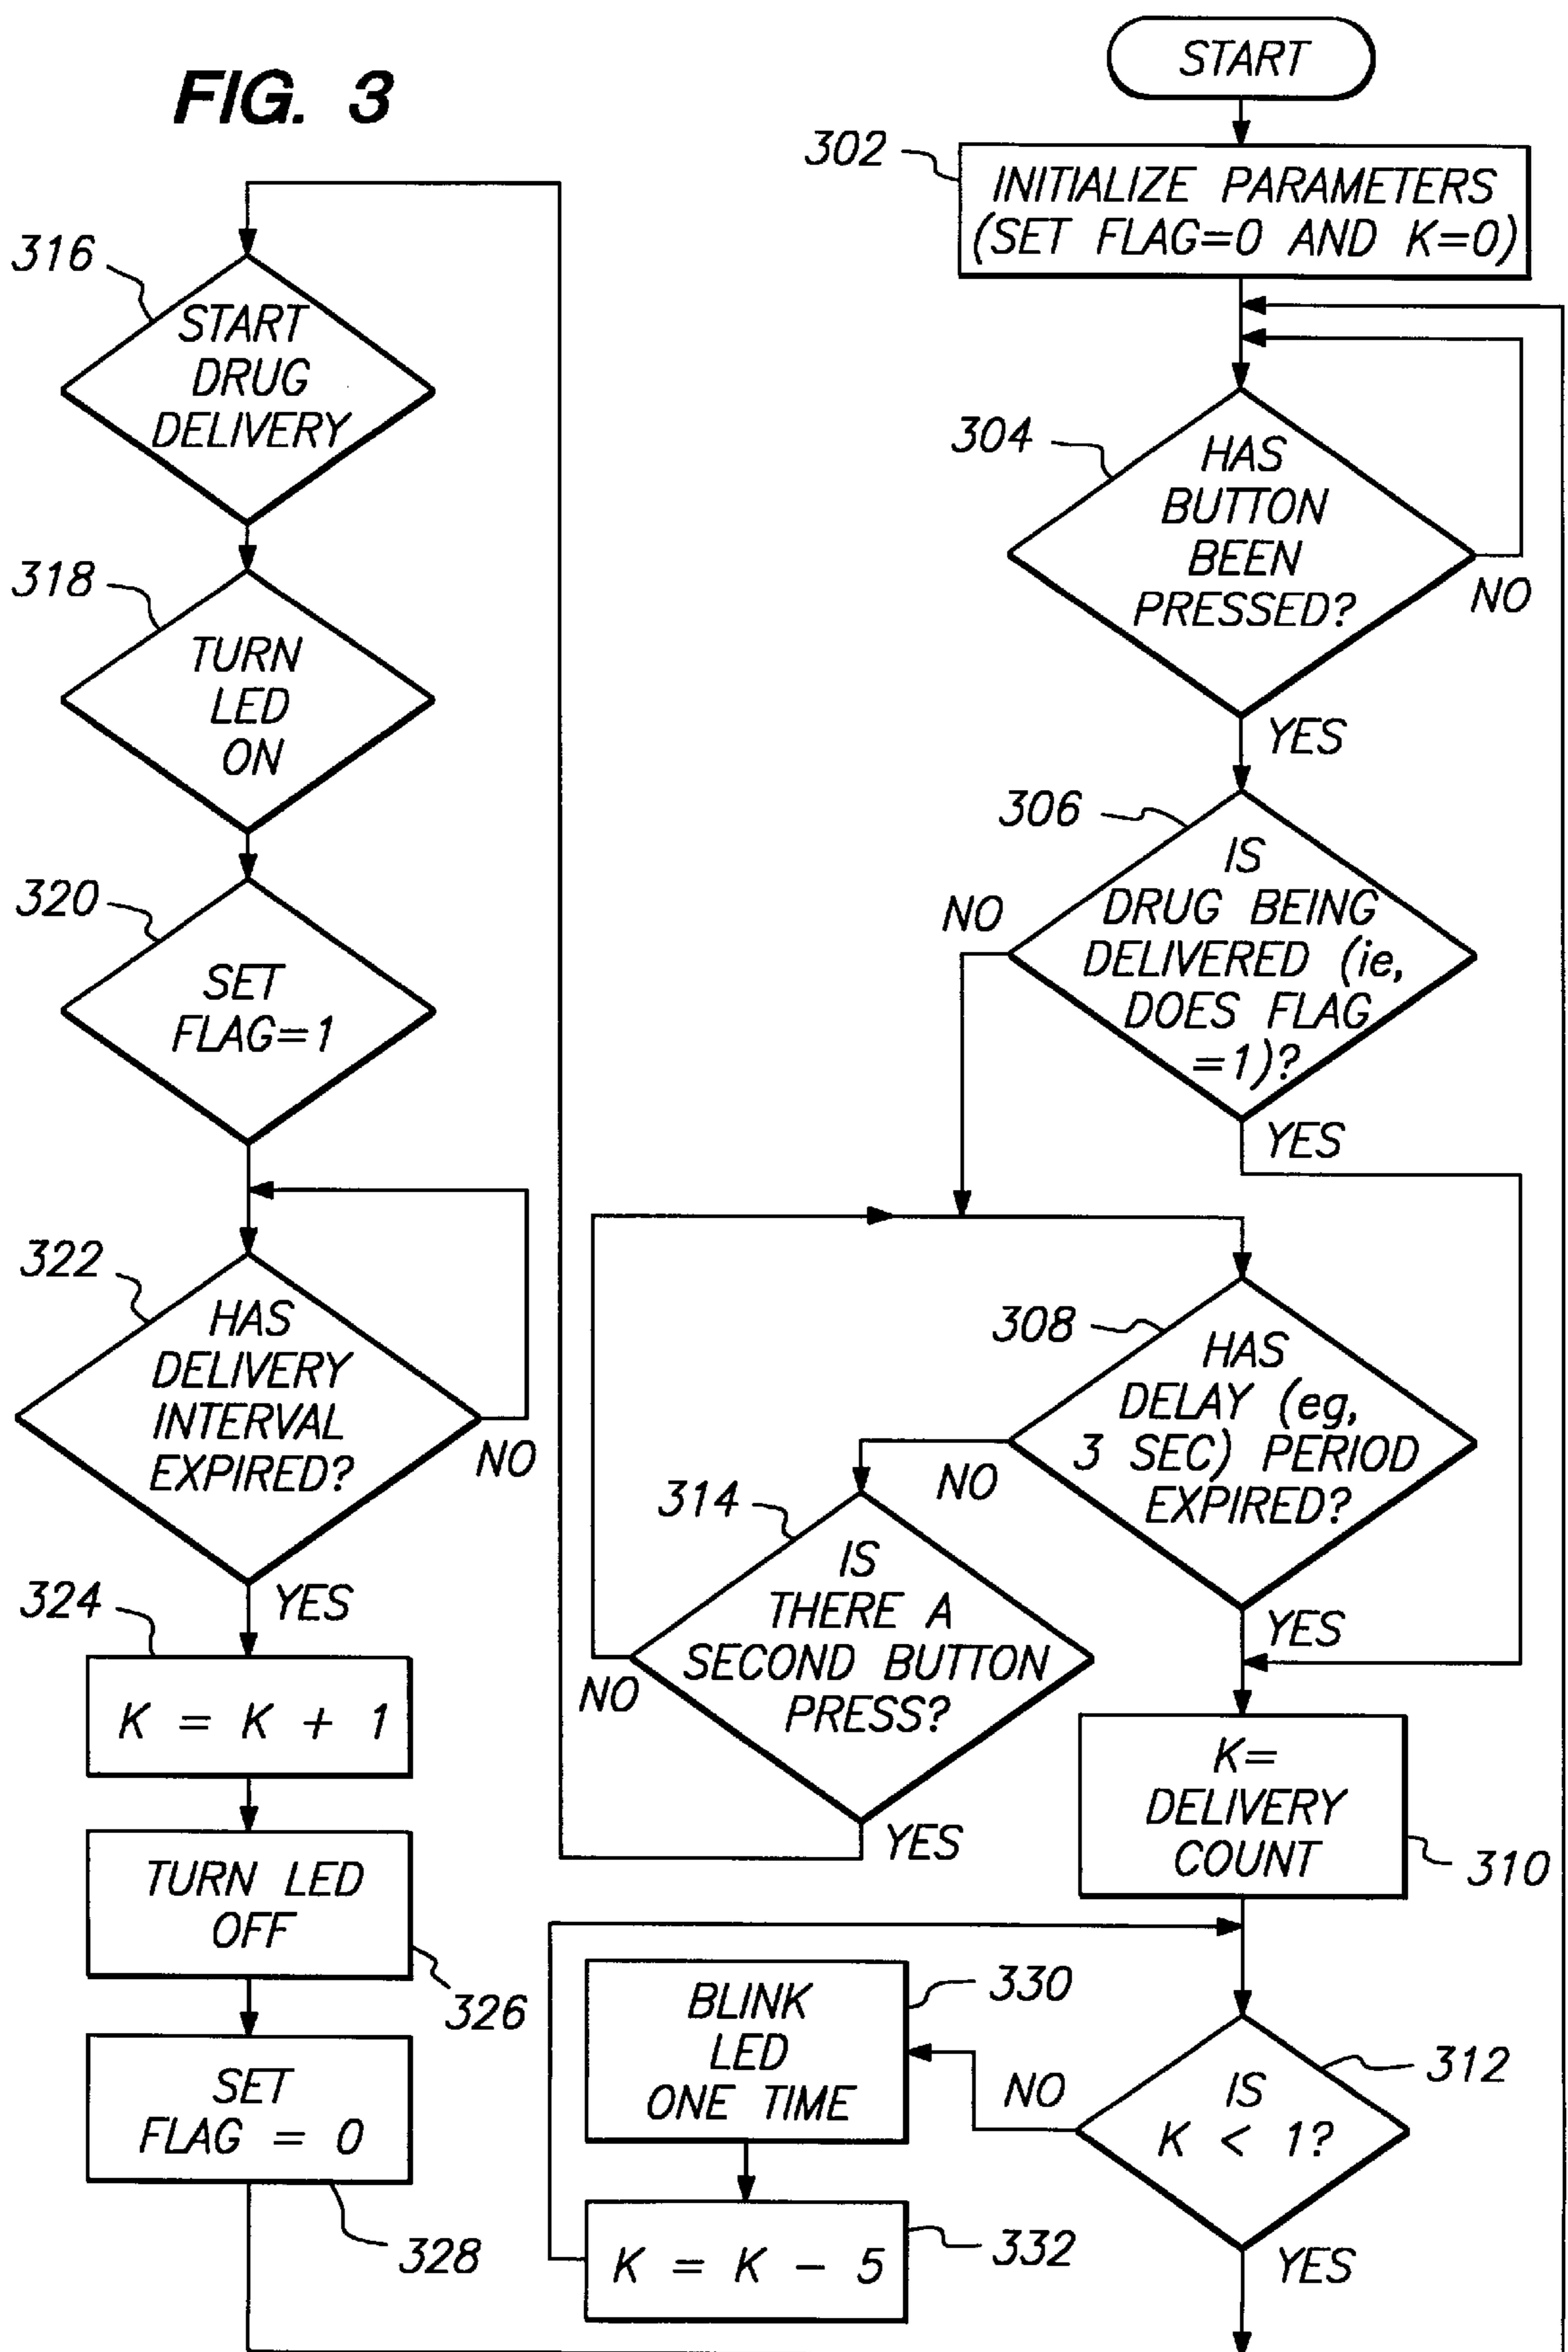 FIG. 3
START
302
INITIALIZE PARAMETERS
(SET FLAG=0 AND K=0)
304
HAS
BUTTON
BEEN
PRESSED?
NO
YES
306
IS
DRUG BEING
DELIVERED (ie,
DOES FLAG
=1)?
NO
YES
308
HAS
DELAY (eg,
3 SEC) PERIOD
EXPIRED?
NO
YES
314
IS
THERE A
SECOND BUTTON
PRESS?
NO
YES
K=
DELIVERY
COUNT
310
312
IS
K < 1?
NO
YES
330
BLINK
LED
ONE TIME
332
K = K - 5
316
START
DRUG
DELIVERY
318
TURN
LED
ON
320
SET
FLAG=1
322
HAS
DELIVERY
INTERVAL
EXPIRED?
NO
YES
324
K = K + 1
TURN LED
OFF
326
SET
FLAG = 0
328